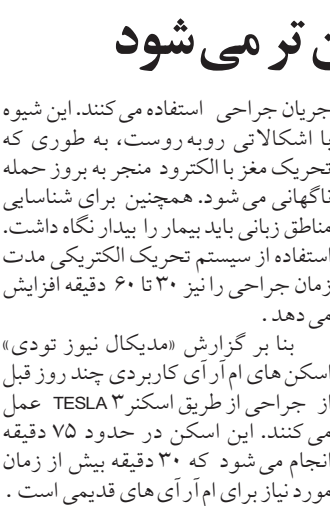 تر می‌شود
جریان جراحی استفاده می‌کنند. این شیوه
با اشکالاتی روبه‌روست، به طوری که
تحریک مغز با الکترود منجر به بروز حمله
ناگهانی می‌شود. همچنین برای شناسایی
مناطق زبانی باید بیمار را بیدار نگاه داشت.
استفاده از سیستم تحریک الکتریکی مدت
زمان جراحی را نیز ۳۰ تا ۶۰ دقیقه افزایش
می‌دهد.
بنا بر گزارش «مدیکال نیوز تودی»
اسکن‌های ام‌آر‌آی کاربردی چند روز قبل
از جراحی از طریق اسکنر ۳ TESLA عمل
می‌کنند. این اسکن در حدود ۷۵ دقیقه
انجام می‌شود که ۳۰ دقیقه بیش از زمان
مورد نیاز برای ام‌آر‌آی‌های قدیمی است.